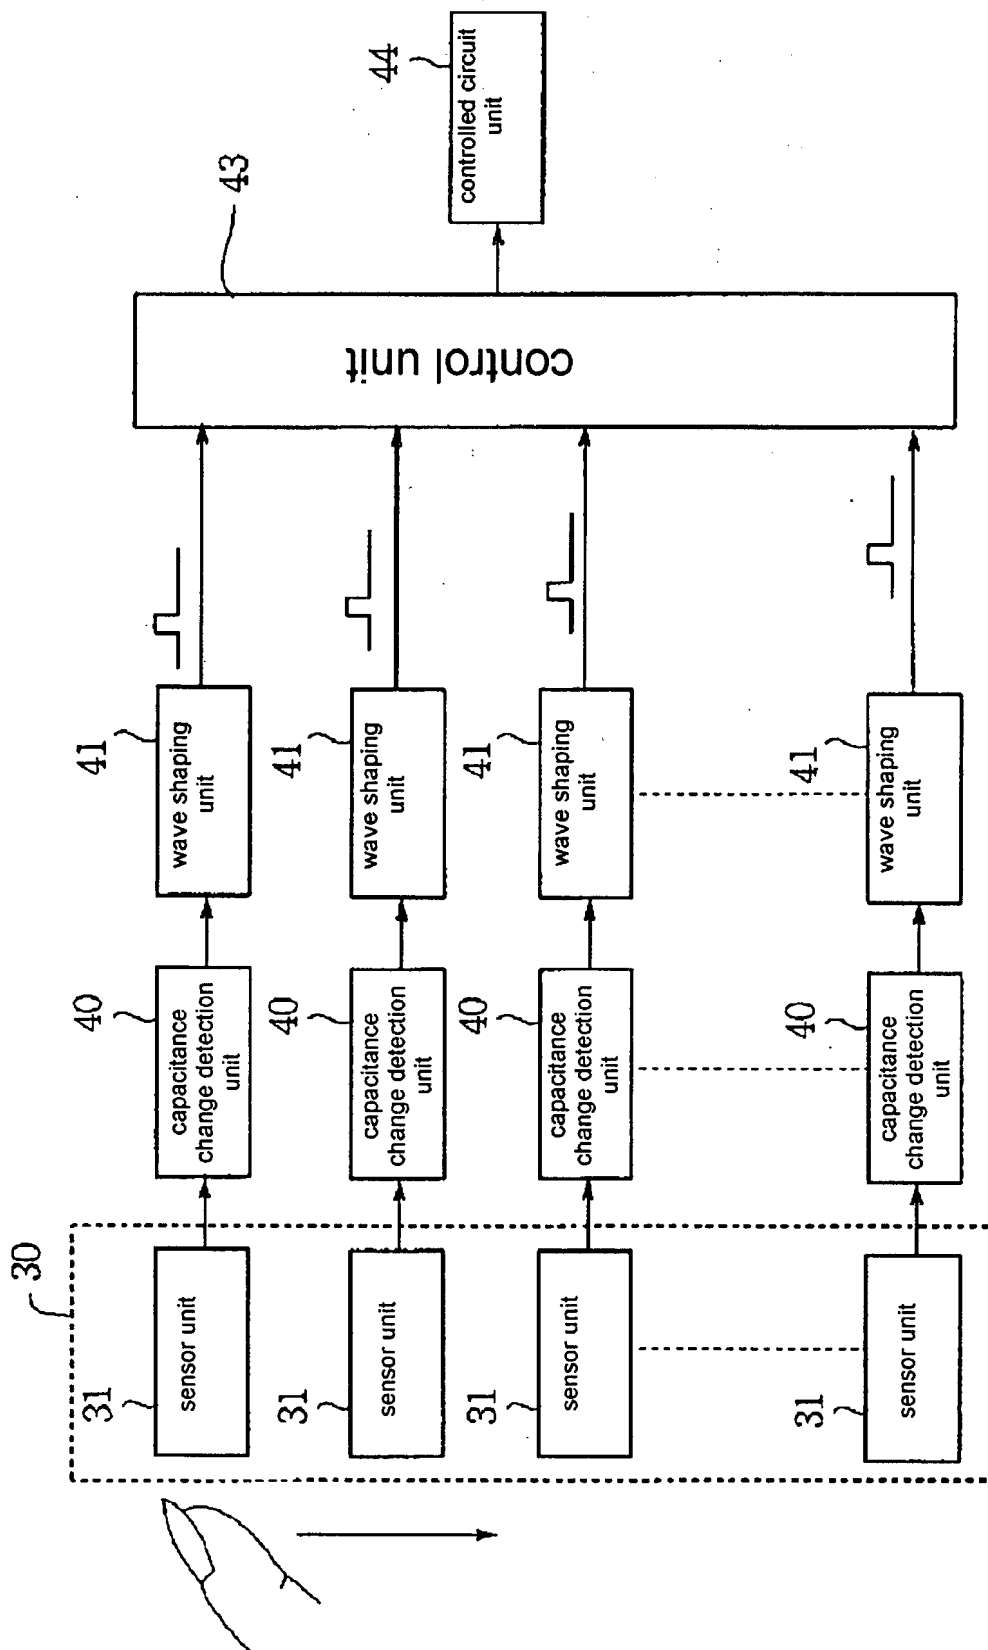 30
31
sensor unit
40
capacitance
change detection
unit
41
wave shaping
unit
31
sensor unit
40
capacitance
change detection
unit
41
wave shaping
unit
31
sensor unit
40
capacitance
change detection
unit
41
wave shaping
unit
31
sensor unit
40
capacitance
change detection
unit
41
wave shaping
unit
43
control unit
44
controlled circuit
unit